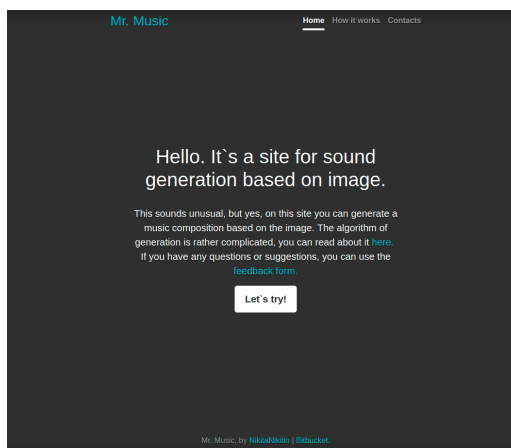 Mr. Music
Home How it works Contacts
Hello. It`s a site for sound
generation based on image.
This sounds unusual, but yes, on this site you can generate a
music composition based on the image. The algorithm of
generation is rather complicated, you can read about it here.
If you have any questions or suggestions, you can use the
feedback form.
Let`s try!
Mr. Music, by NikitaNikitin | Bitbucket.